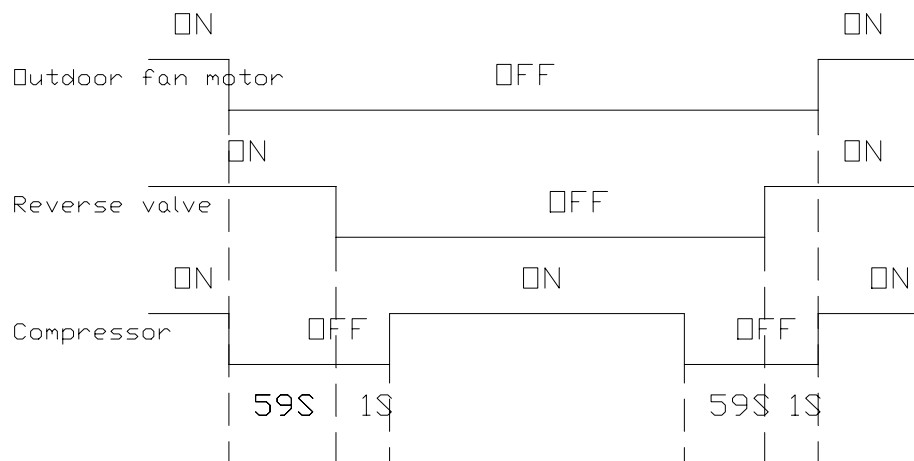 ON ON
Outdoor fan motor OFF
ON ON
Reverse valve OFF
ON ON ON
Compressor OFF OFF
59S 1S 59S 1S